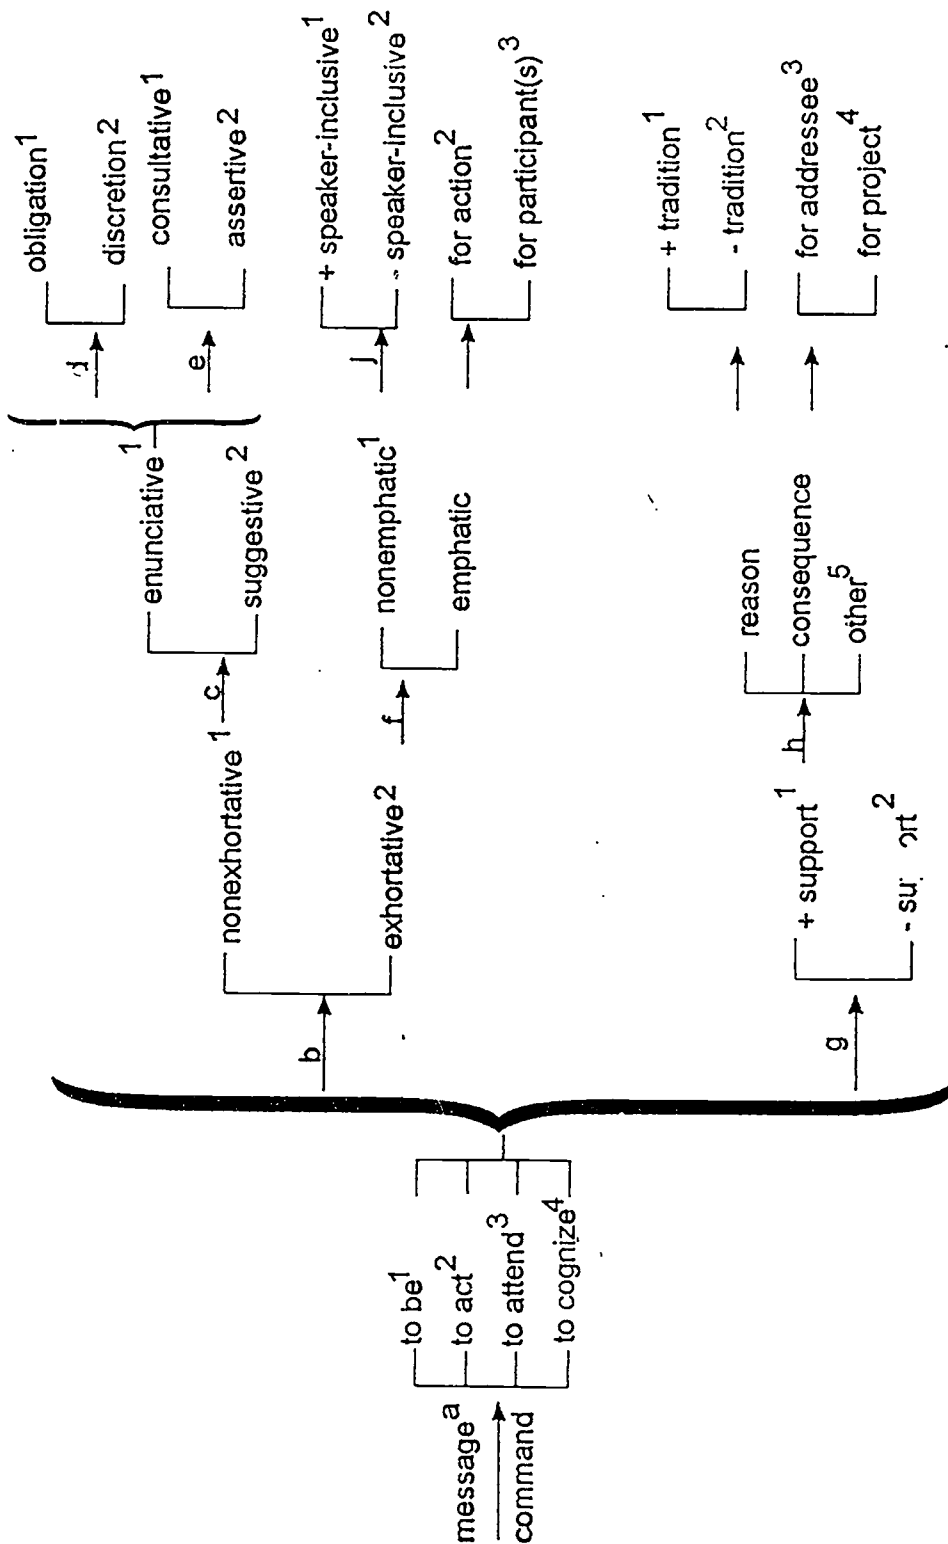 message^a
command
to be^1
to act^2
to attend^3
to cognize^4
b
nonexhortative^1
exhortative^2
c
enunciative^1
suggestive^2
d
obligation^1
discretion^2
e
consultative^1
assertive^2
f
nonemphatic^1
emphatic
j
+ speaker-inclusive^1
- speaker-inclusive^2
for action^2
for participant(s)^3
g
+ support^1
h
reason
consequence
other^5
+ tradition^1
- tradition^2
for addressee^3
for project^4